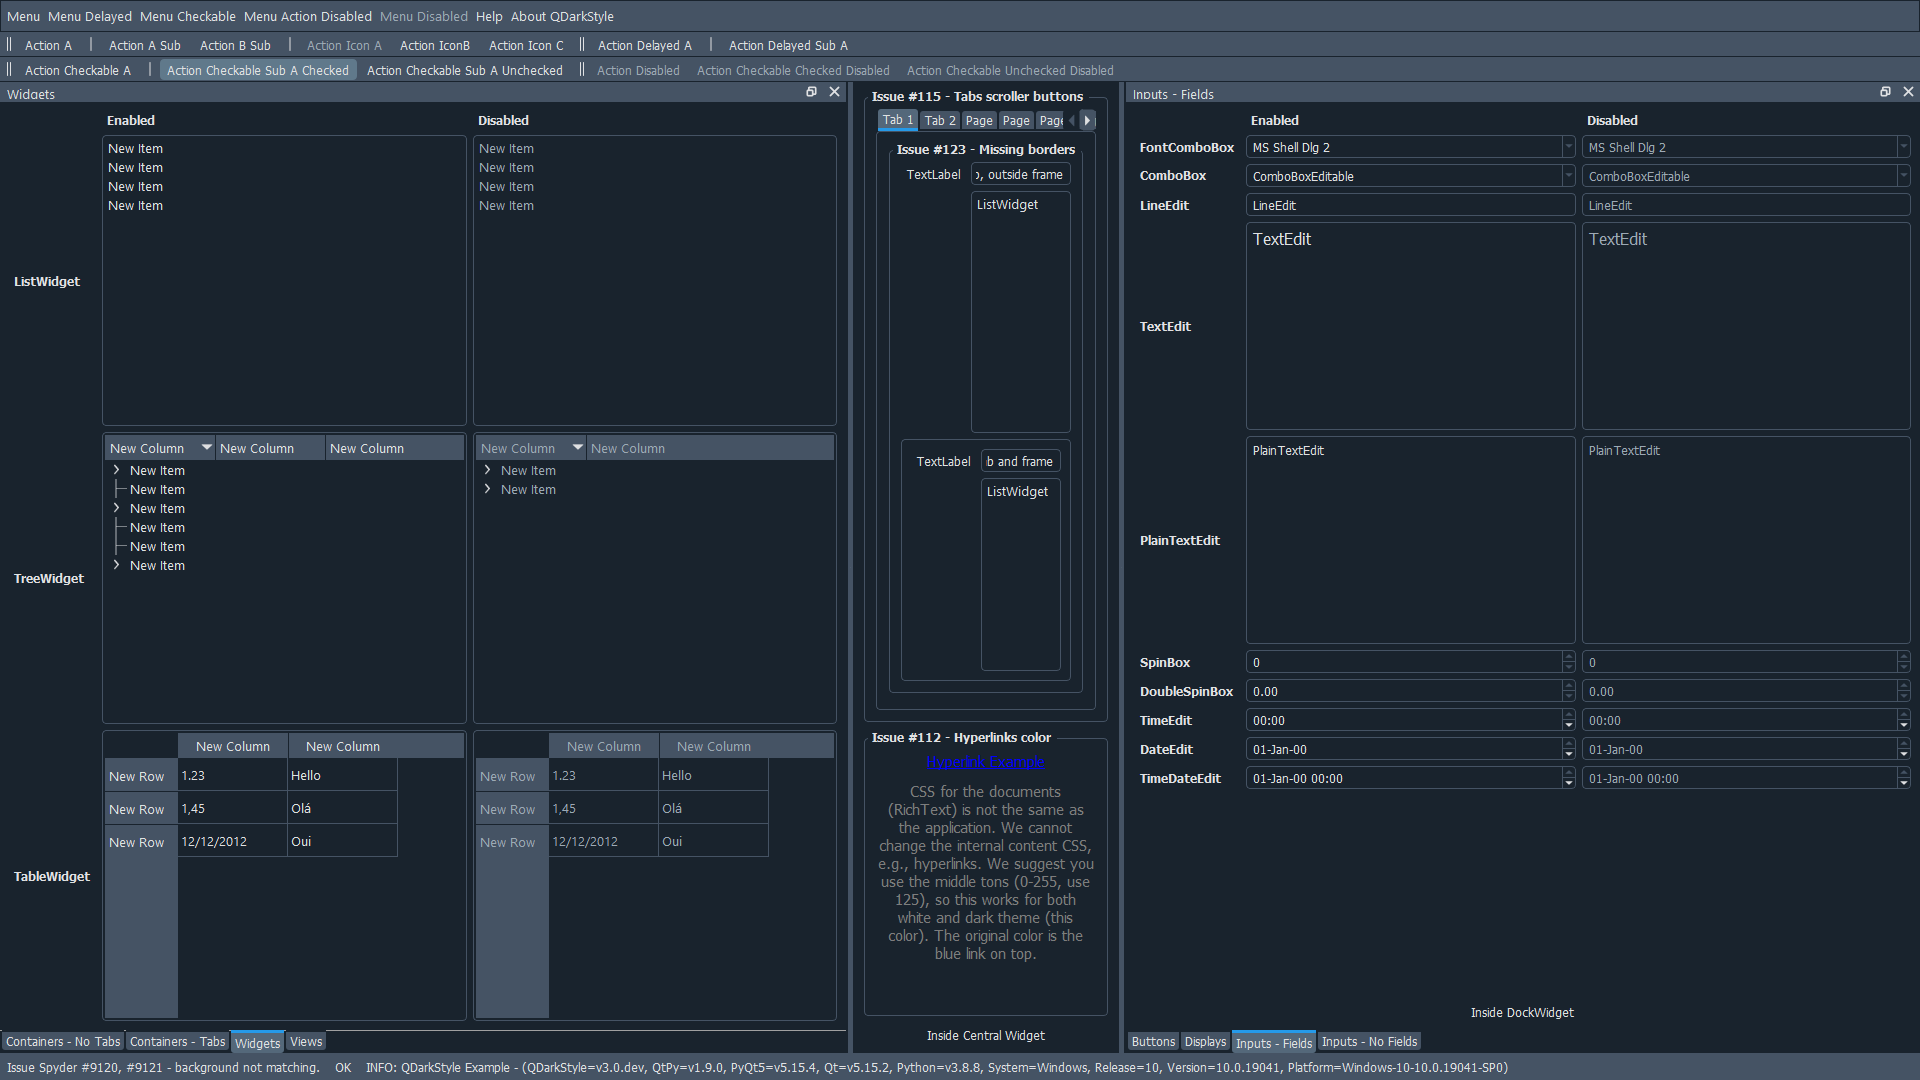 Menu Menu Delayed Menu Checkable Menu Action Disabled Menu Disabled Help About QDarkStyle
Action A Action A Sub Action B Sub Action Icon A Action IconB Action Icon C Action Delayed A Action Delayed Sub A
Action Checkable A Action Checkable Sub A Checked Action Checkable Sub A Unchecked Action Disabled Action Checkable Checked Disabled Action Checkable Unchecked Disabled
Widgets
Enabled Disabled
ListWidget
New Item New Item
New Item New Item
New Item New Item
New Item New Item
TreeWidget
New Column New Column New Column New Column New Column
New Item New Item
New Item New Item
New Item
New Item
New Item
New Item
TableWidget
New Column New Column New Column New Column
New Row 1.23 Hello New Row 1.23 Hello
New Row 1,45 Olá New Row 1,45 Olá
New Row 12/12/2012 Oui New Row 12/12/2012 Oui
Containers - No Tabs Containers - Tabs Widgets Views
Issue #115 - Tabs scroller buttons
Tab 1 Tab 2 Page Page Page
Issue #123 - Missing borders
TextLabel , outside frame
ListWidget
TextLabel b and frame
ListWidget
Issue #112 - Hyperlinks color
Hyperlink Example
CSS for the documents
(RichText) is not the same as
the application. We cannot
change the internal content CSS,
e.g., hyperlinks. We suggest you
use the middle tons (0-255, use
125), so this works for both
white and dark theme (this
color). The original color is the
blue link on top.
Inside Central Widget
Inputs - Fields
Enabled Disabled
FontComboBox MS Shell Dlg 2 MS Shell Dlg 2
ComboBox ComboBoxEditable ComboBoxEditable
LineEdit LineEdit LineEdit
TextEdit TextEdit TextEdit
PlainTextEdit PlainTextEdit PlainTextEdit
SpinBox 0 0
DoubleSpinBox 0.00 0.00
TimeEdit 00:00 00:00
DateEdit 01-Jan-00 01-Jan-00
TimeDateEdit 01-Jan-00 00:00 01-Jan-00 00:00
Inside DockWidget
Buttons Displays Inputs - Fields Inputs - No Fields
Issue Spyder #9120, #9121 - background not matching. OK INFO: QDarkStyle Example - (QDarkStyle=v3.0.dev, QtPy=v1.9.0, PyQt5=v5.15.4, Qt=v5.15.2, Python=v3.8.8, System=Windows, Release=10, Version=10.0.19041, Platform=Windows-10-10.0.19041-SP0)